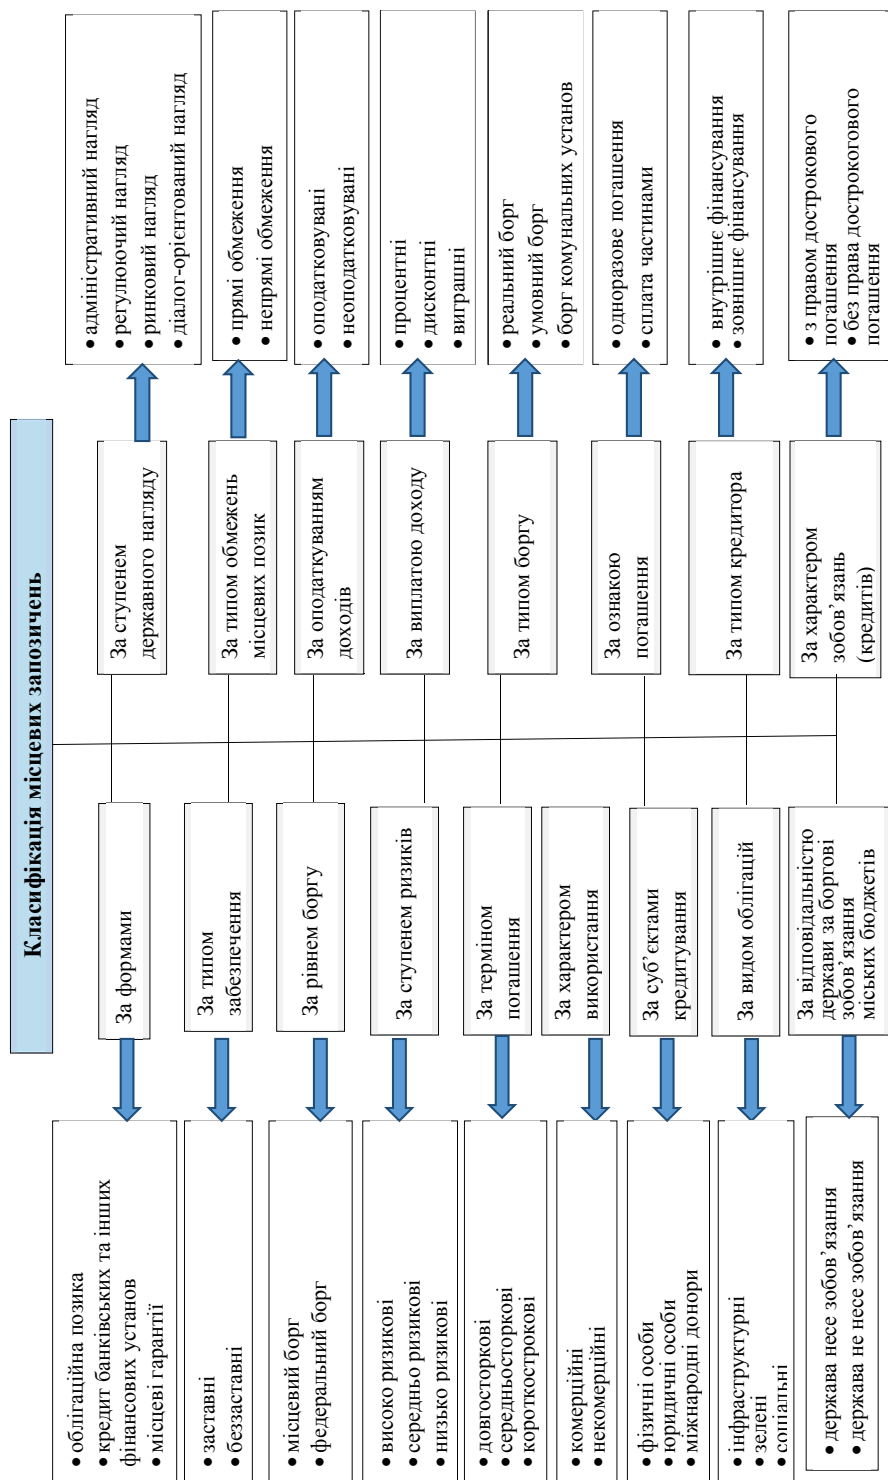 Класифікація місцевих запозичень
• облігаційна позика
• кредит банківських та інших
фінансових установ
• місцеві гарантії
За формами
За ступенем
державного нагляду
• адміністративний нагляд
• регулюючий нагляд
• ринковий нагляд
• діалог-орієнтований нагляд
• заставні
• беззаставні
За типом
забезпечення
За типом обмежень
місцевих позик
• прямі обмеження
• непрямі обмеження
• місцевий борг
• федеральний борг
За рівнем боргу
За оподаткуванням
доходів
• оподатковувані
• неоподатковувані
• високо ризикові
• середньо ризикові
• низько ризикові
За ступенем ризиків
За виплатою доходу
• процентні
• дисконтні
• виграшні
• довгосторкові
• середньосторкові
• короткострокові
За терміном
погашення
За типом боргу
• реальний борг
• умовний борг
• борг комунальних установ
• комерційні
• некомерційні
За характером
використання
За ознакою
погашення
• одноразове погашення
• сплата частинами
• фізичні особи
• юридичні особи
• міжнародні донори
За суб’єктами
кредитування
За типом кредитора
• внутрішнє фінансування
• зовнішнє фінансування
• інфраструктурні
• зелені
• соціальні
За видом облігацій
За характером
зобов’язань
(кредитів)
• з правом дострокового
погашення
• без права дострокогового
погашення
• держава несе зобов’язання
• держава не несе зобов’язання
За відповідальністю
держави за боргові
зобов’язання
міських бюджетів